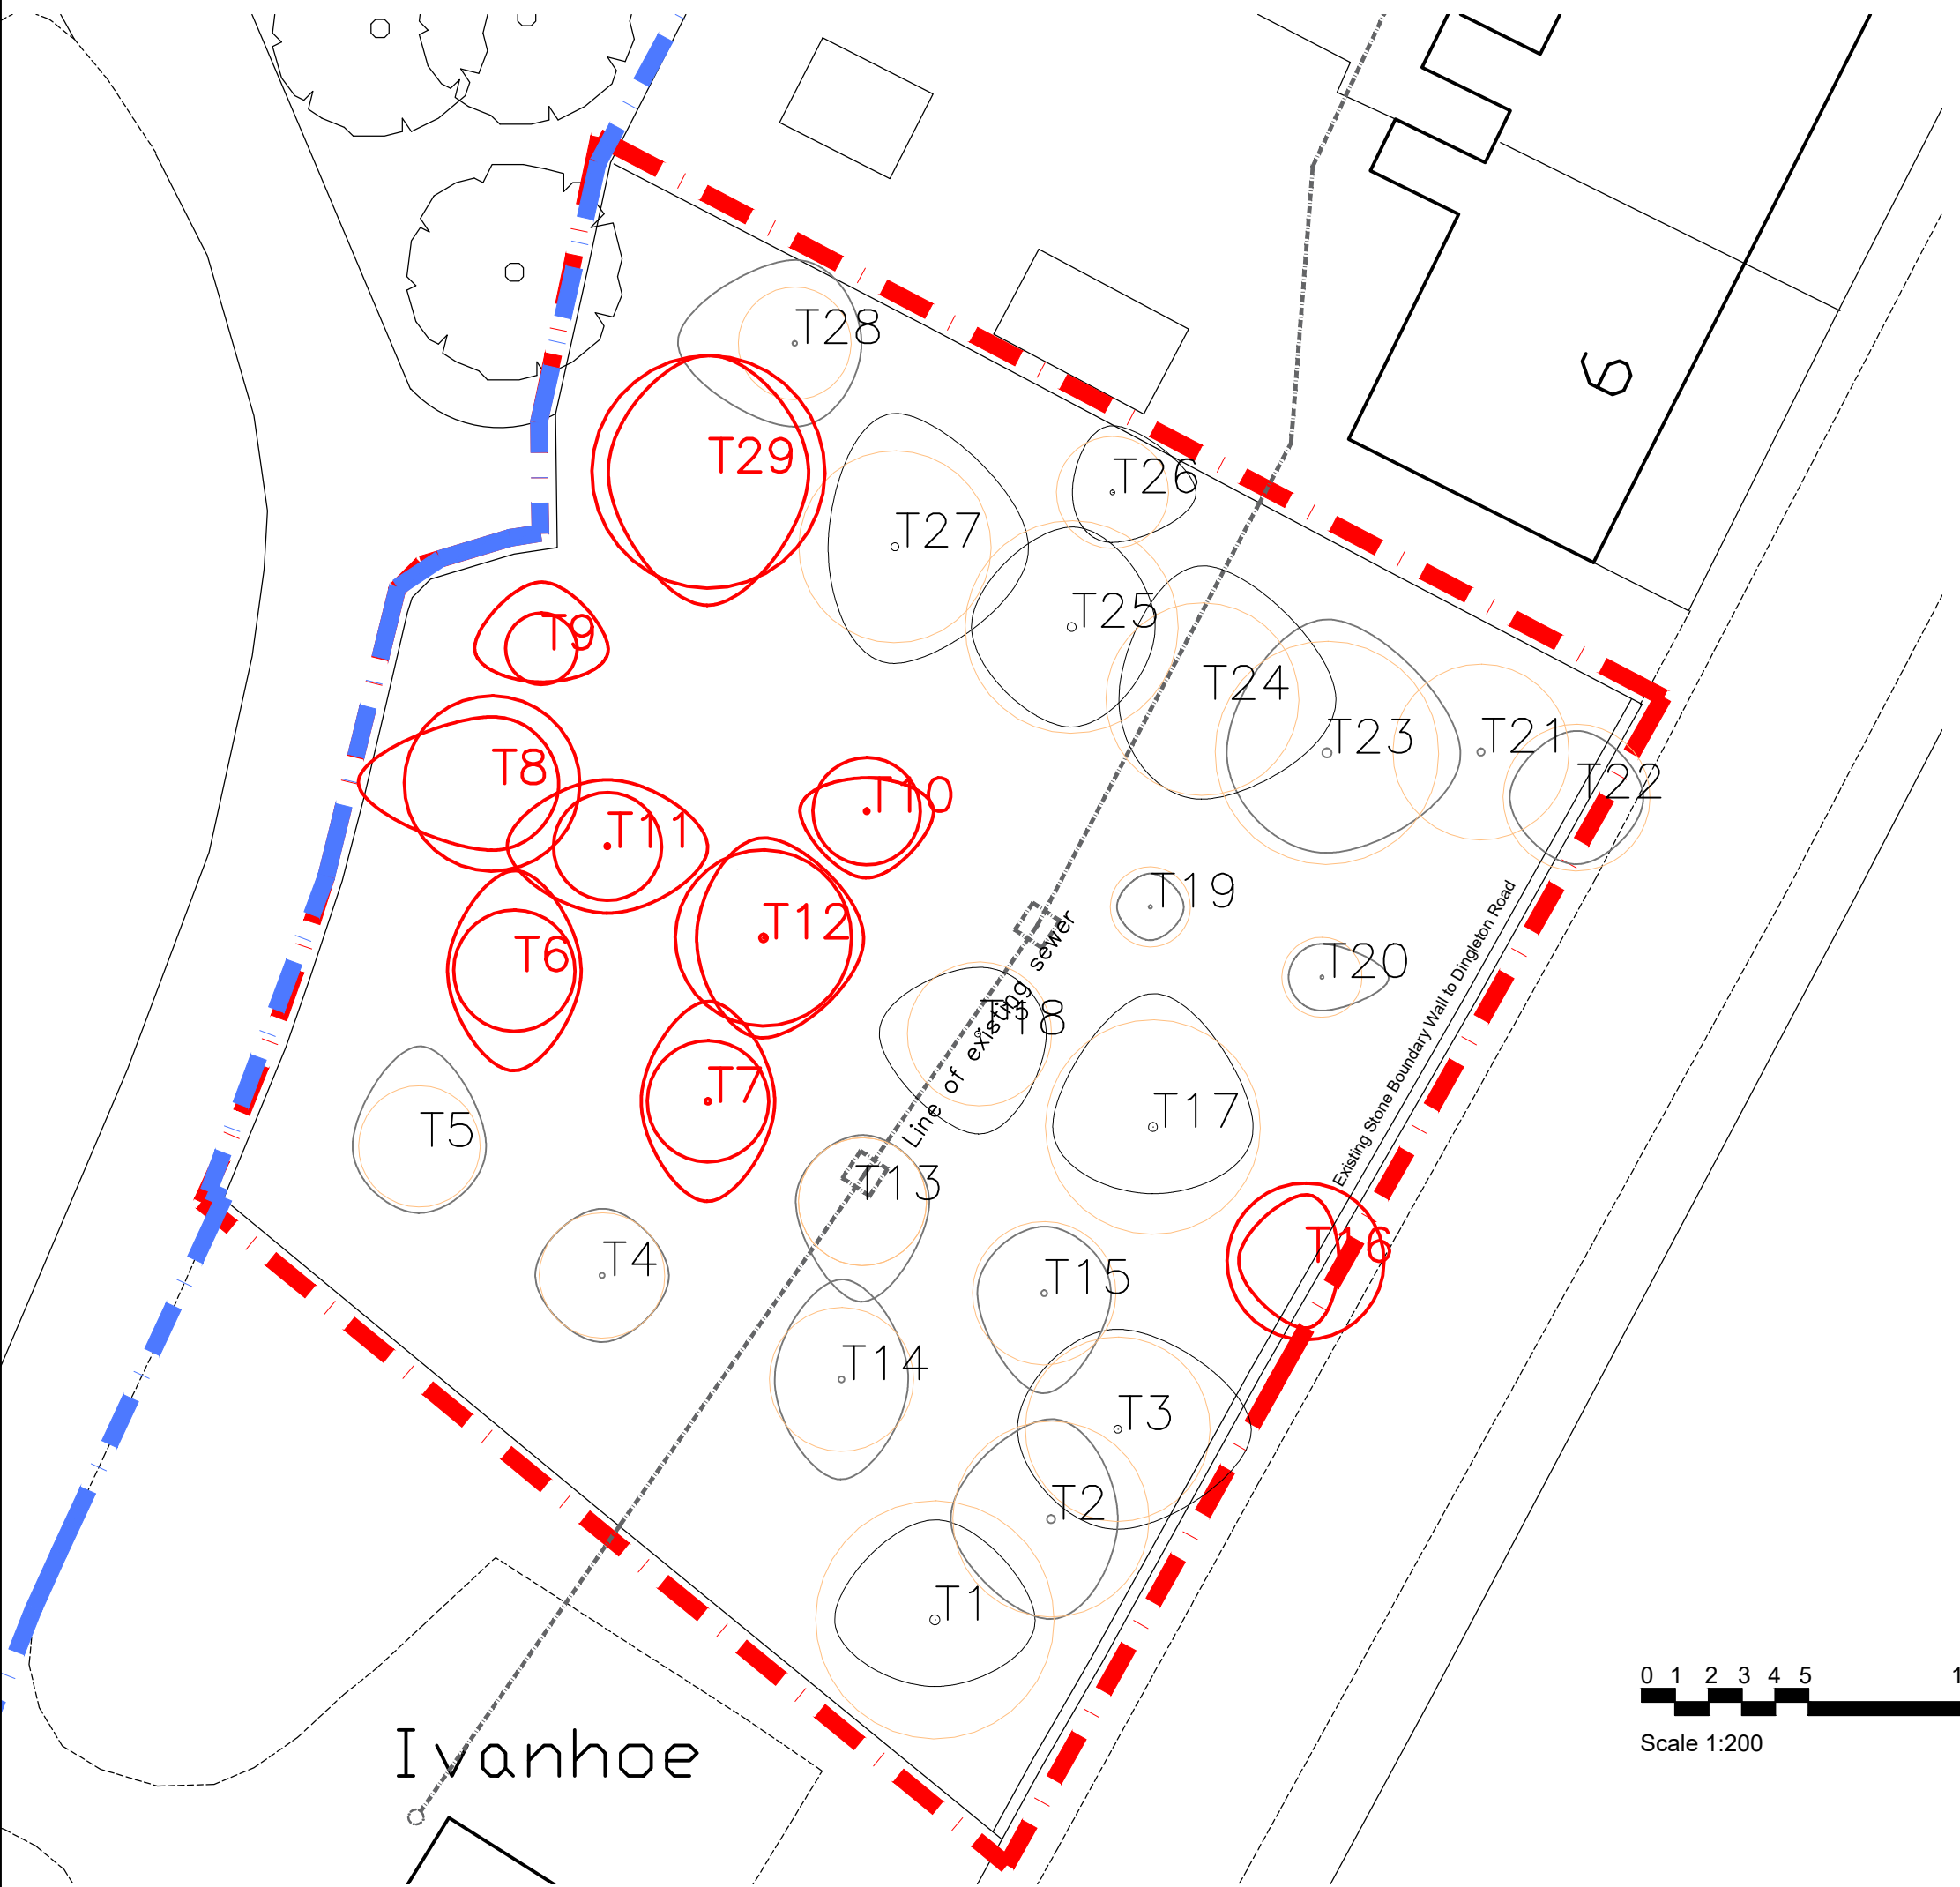 T28
6
T29
T26
T27
T25
T9
T24
T23
T21
T8
T22
T10
T11
T19
T12
T6
T20
T18
Line of existing sewer
Existing Stone Boundary Wall to Dingleton Road
T7
T17
T5
T13
T16
T4
T15
T14
T3
T2
T1
0 1 2 3 4 5 1
Scale 1:200
Ivanhoe